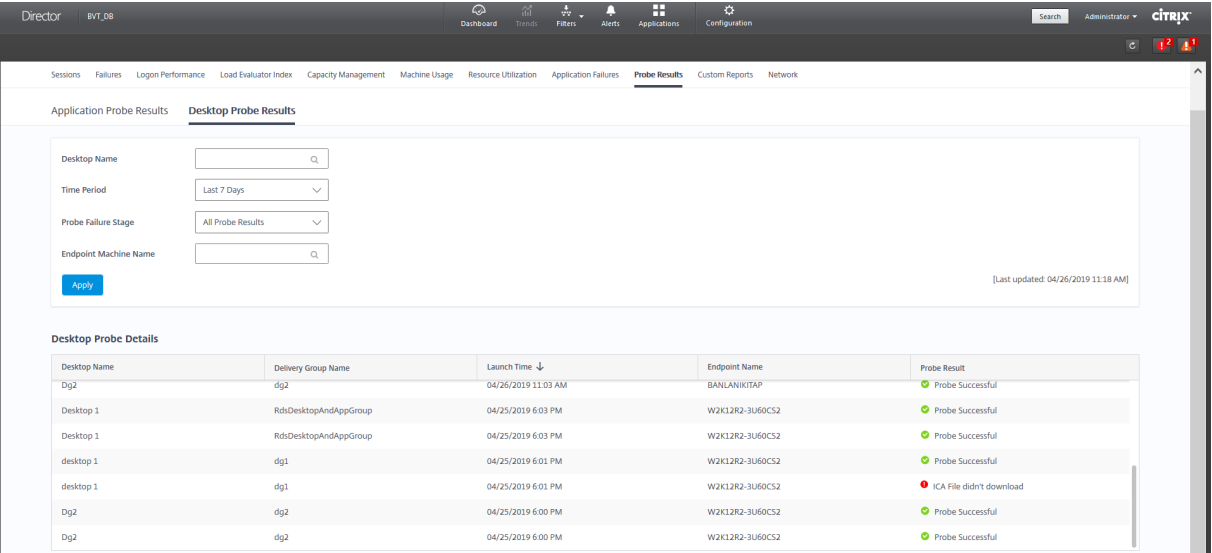 Director BVT_DB Dashboard Trends Filters Alerts Applications Configuration Search Administrator CITRIX
2 1
Sessions Failures Logon Performance Load Evaluator Index Capacity Management Machine Usage Resource Utilization Application Failures Probe Results Custom Reports Network
Application Probe Results Desktop Probe Results
Desktop Name
Time Period Last 7 Days
Probe Failure Stage All Probe Results
Endpoint Machine Name
Apply [Last updated: 04/26/2019 11:18 AM]
Desktop Probe Details
Desktop Name Delivery Group Name Launch Time Endpoint Name Probe Result
Dg2 dg2 04/26/2019 11:03 AM BANLANIKITAP Probe Successful
Desktop 1 RdsDesktopAndAppGroup 04/25/2019 6:03 PM W2K12R2-3U60CS2 Probe Successful
Desktop 1 RdsDesktopAndAppGroup 04/25/2019 6:03 PM W2K12R2-3U60CS2 Probe Successful
desktop 1 dg1 04/25/2019 6:01 PM W2K12R2-3U60CS2 Probe Successful
desktop 1 dg1 04/25/2019 6:01 PM W2K12R2-3U60CS2 ICA File didn't download
Dg2 dg2 04/25/2019 6:00 PM W2K12R2-3U60CS2 Probe Successful
Dg2 dg2 04/25/2019 6:00 PM W2K12R2-3U60CS2 Probe Successful